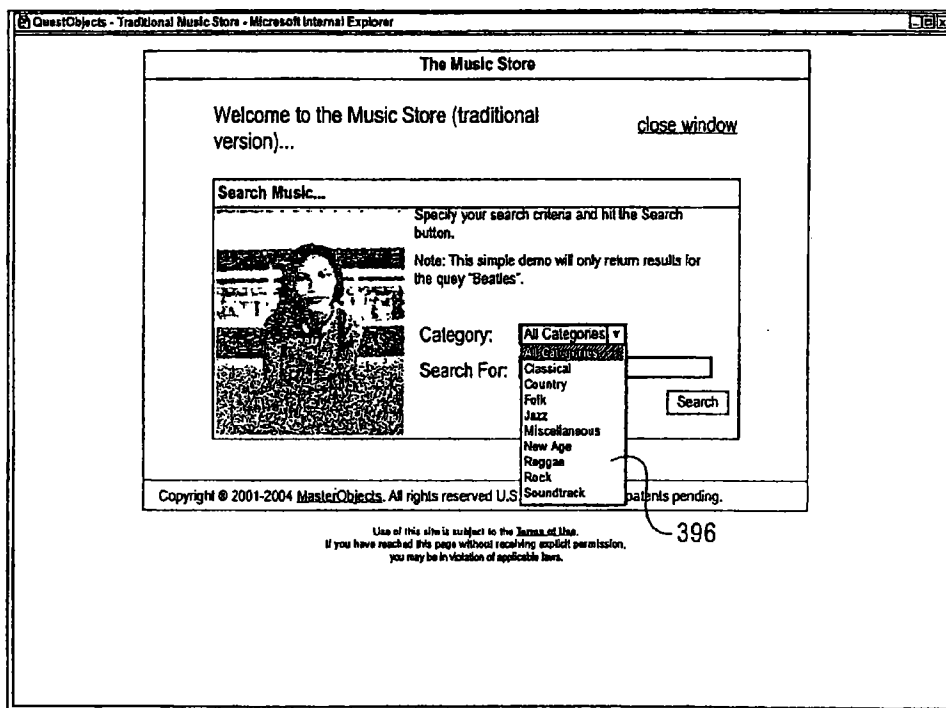 QuestObjects - Traditional Music Store - Microsoft Internal Explorer
The Music Store
Welcome to the Music Store (traditional
version)...
close window
Search Music...
Specify your search criteria and hit the Search
button.
Note: This simple demo will only return results for
the quey "Beatles".
Category:
All Categories
All Categories
Search For:
Classical
Country
Folk
Jazz
Miscellaneous
New Age
Reggae
Rock
Soundtrack
Search
Copyright © 2001-2004 MasterObjects. All rights reserved U.S. patents pending.
396
Use of this site is subject to the Terms of Use.
If you have reached this page without receiving explicit permission,
you may be in violation of applicable laws.